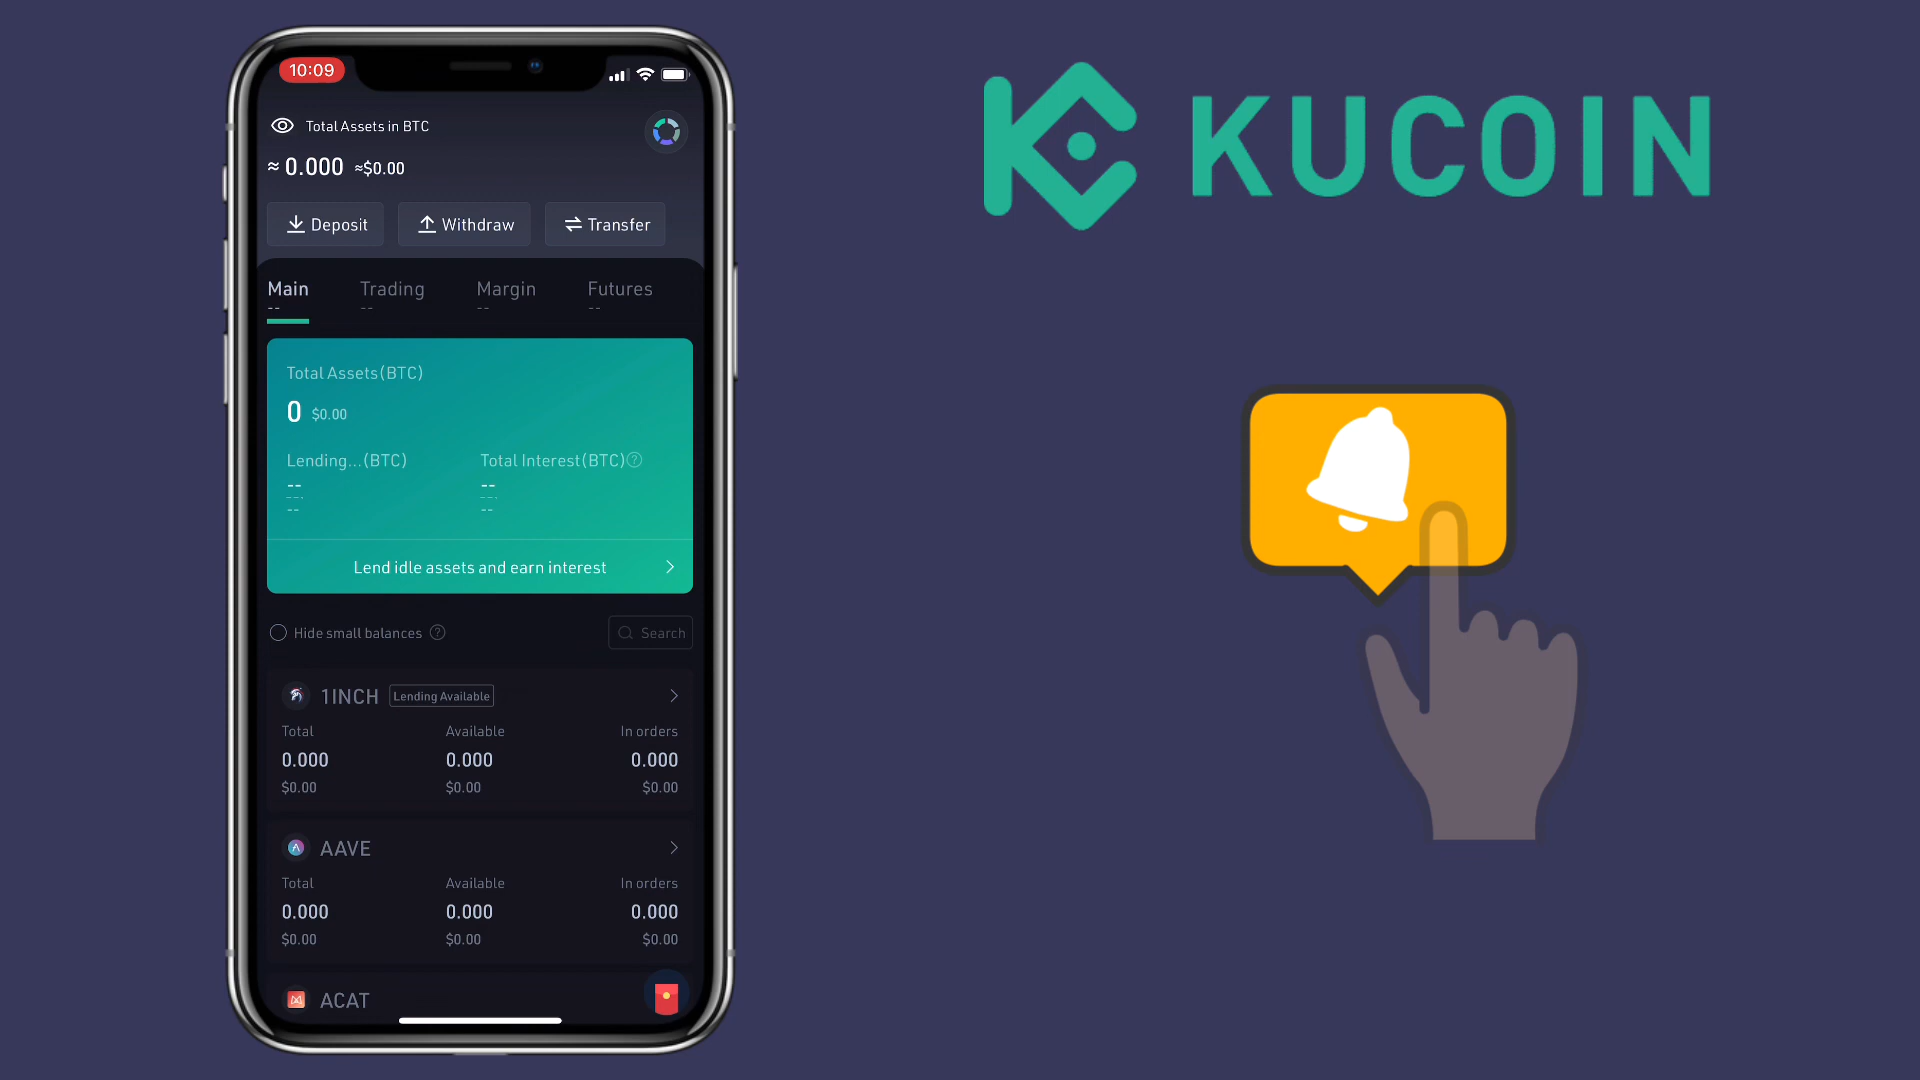 10:09
Total Assets in BTC
≈ 0.000 ≈$0.00
Deposit Withdraw Transfer
Main Trading Margin Futures
-- -- -- --
Total Assets(BTC)
0 $0.00
Lending...(BTC) Total Interest(BTC)
-- --
-- --
Lend idle assets and earn interest
Hide small balances Search
1INCH Lending Available
Total Available In orders
0.000 0.000 0.000
$0.00 $0.00 $0.00
AAVE
Total Available In orders
0.000 0.000 0.000
$0.00 $0.00 $0.00
ACAT
KUCOIN